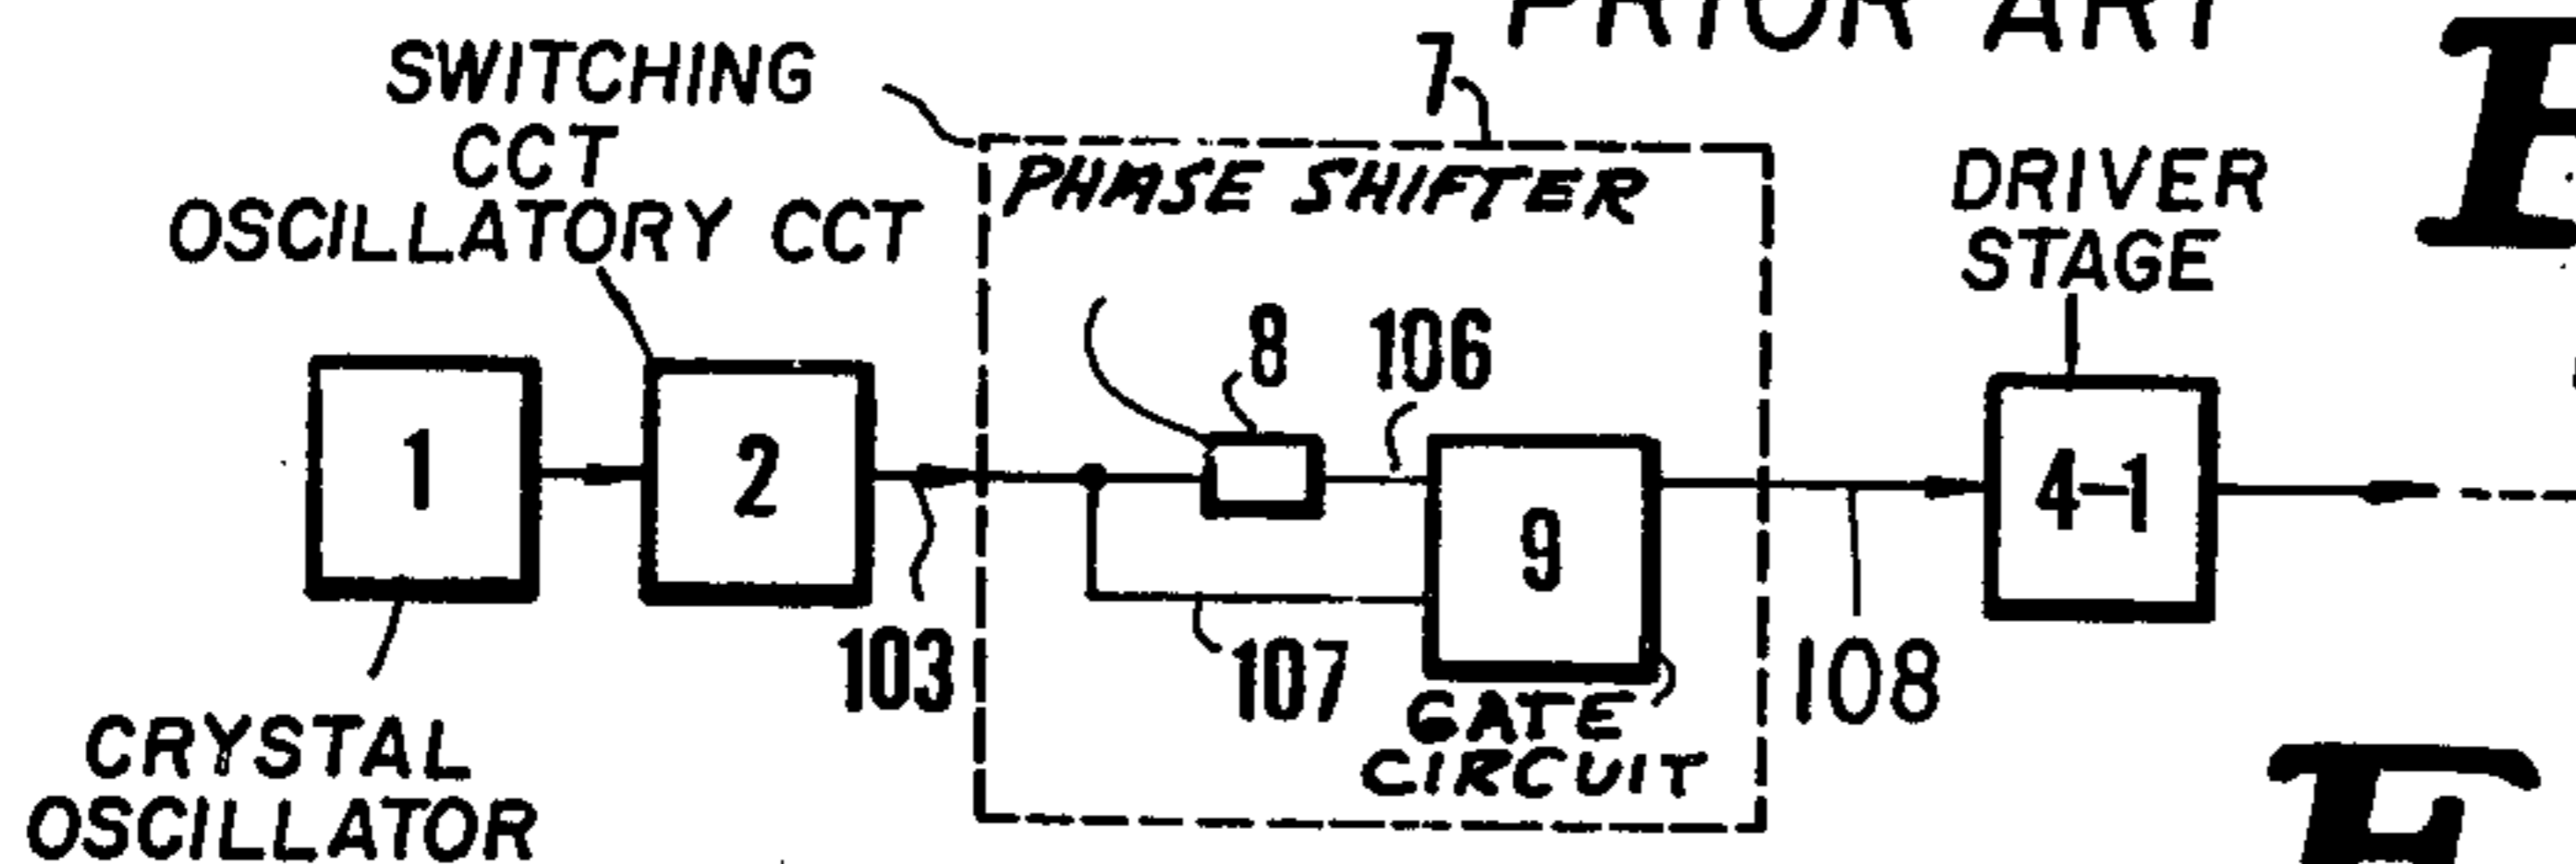 PRIOR ART
SWITCHING
CCT
7
PHASE SHIFTER
OSCILLATORY CCT
DRIVER
STAGE
8
106
1
2
9
4-1
103
107
108
GATE
CIRCUIT
CRYSTAL
OSCILLATOR